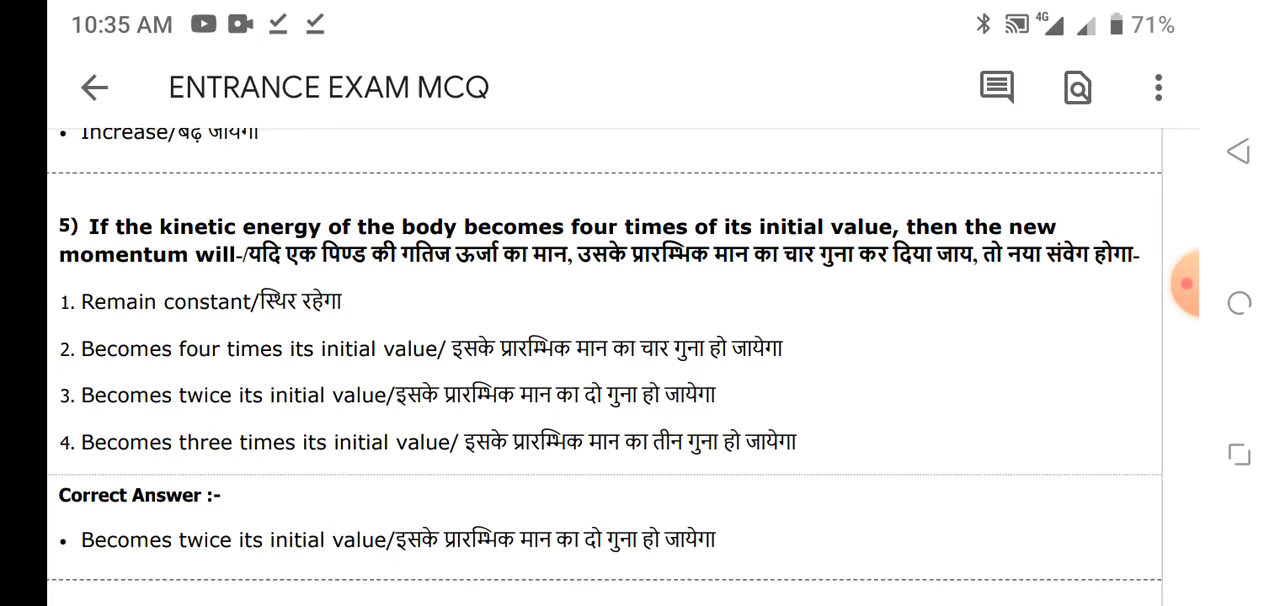 10:35 AM 4G 71%
ENTRANCE EXAM MCQ
• Increase/बढ़ जायेगा
5) If the kinetic energy of the body becomes four times of its initial value, then the new
momentum will-/यदि एक पिण्ड की गतिज ऊर्जा का मान, उसके प्रारम्भिक मान का चार गुना कर दिया जाय, तो नया संवेग होगा-
1. Remain constant/स्थिर रहेगा
2. Becomes four times its initial value/ इसके प्रारम्भिक मान का चार गुना हो जायेगा
3. Becomes twice its initial value/इसके प्रारम्भिक मान का दो गुना हो जायेगा
4. Becomes three times its initial value/ इसके प्रारम्भिक मान का तीन गुना हो जायेगा
Correct Answer :-
• Becomes twice its initial value/इसके प्रारम्भिक मान का दो गुना हो जायेगा